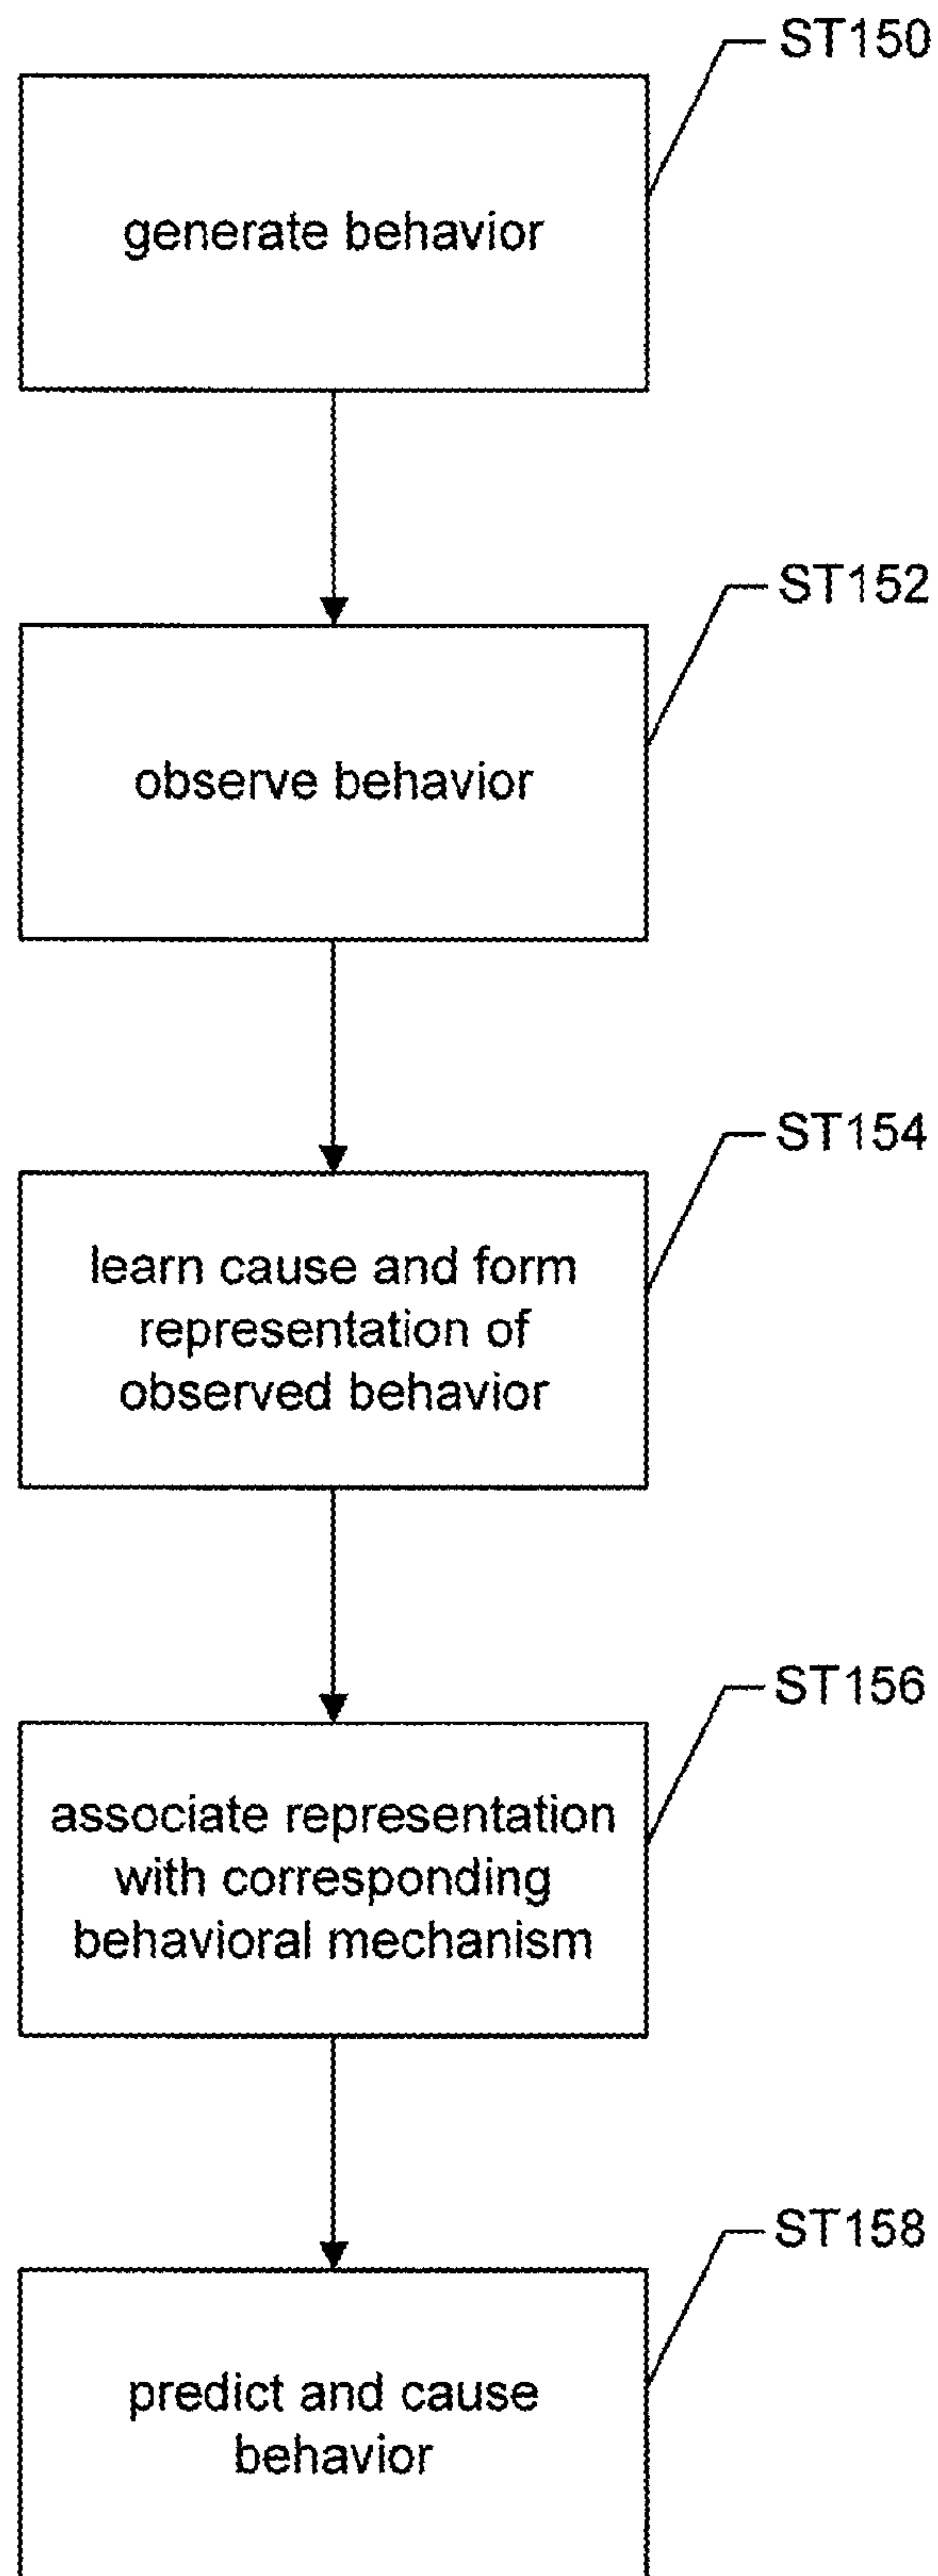 ST150
generate behavior
ST152
observe behavior
ST154
learn cause and form
representation of
observed behavior
ST156
associate representation
with corresponding
behavioral mechanism
ST158
predict and cause
behavior